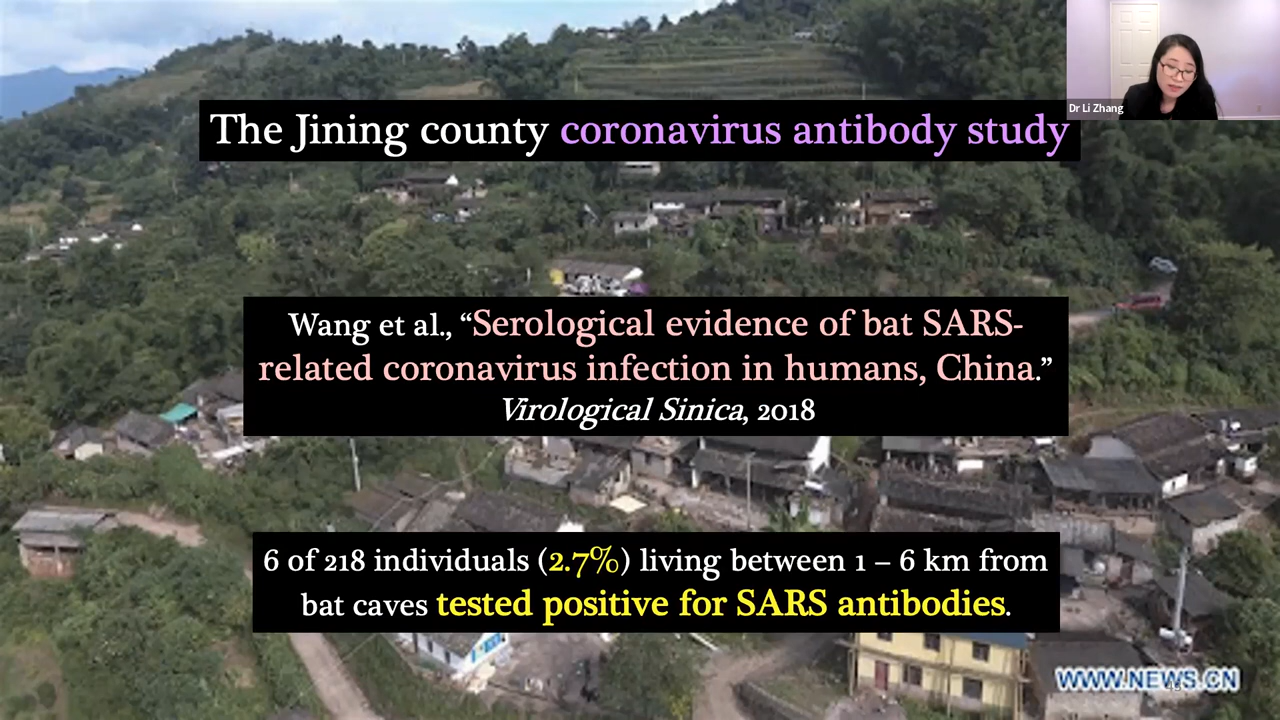 Dr Li Zhang
The Jining county coronavirus antibody study
Wang et al., “Serological evidence of bat SARS-
related coronavirus infection in humans, China.”
Virological Sinica, 2018
6 of 218 individuals (2.7%) living between 1 – 6 km from
bat caves tested positive for SARS antibodies.
WWW.NEWS.CN